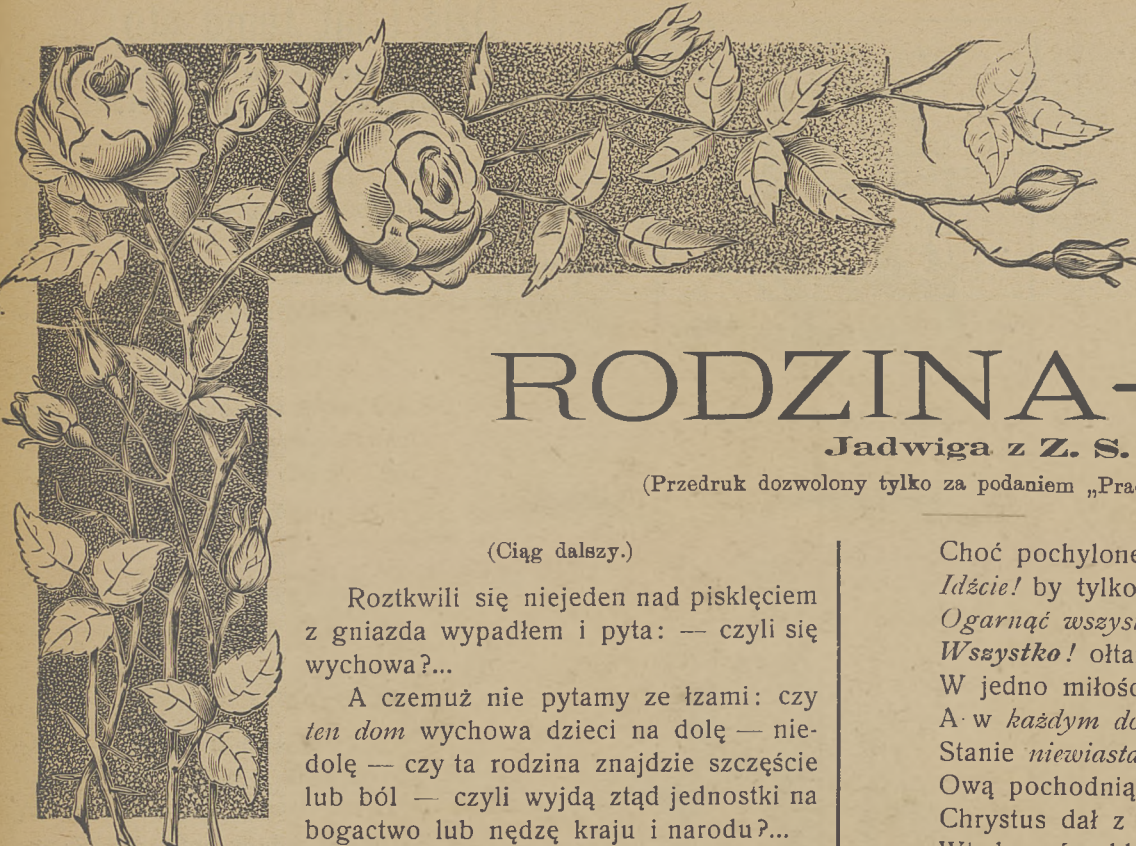 RODZINA-
Jadwiga z Z. S.
(Przedruk dozwolony tylko za podaniem „Pra
(Ciąg dalszy.)
Roztkwili się niejeden nad pisklęciem
z gniazda wypadłem i pyta: — czyli się
wychowa?...
A czemuż nie pytamy ze łzami: czy
ten dom wychowa dzieci na dolę — nie-
dolę — czy ta rodzina znajdzie szczęście
lub ból — czyli wyjdą ztąd jednostki na
bogactwo lub nędzę kraju i narodu?...
Choć pochylone
Idźcie! by tylko
Ogarnąć wszys
Wszystko! ołta
W jedno miłość
A w każdym do
Stanie niewiasta
Ową pochodnią
Chrystus dał z